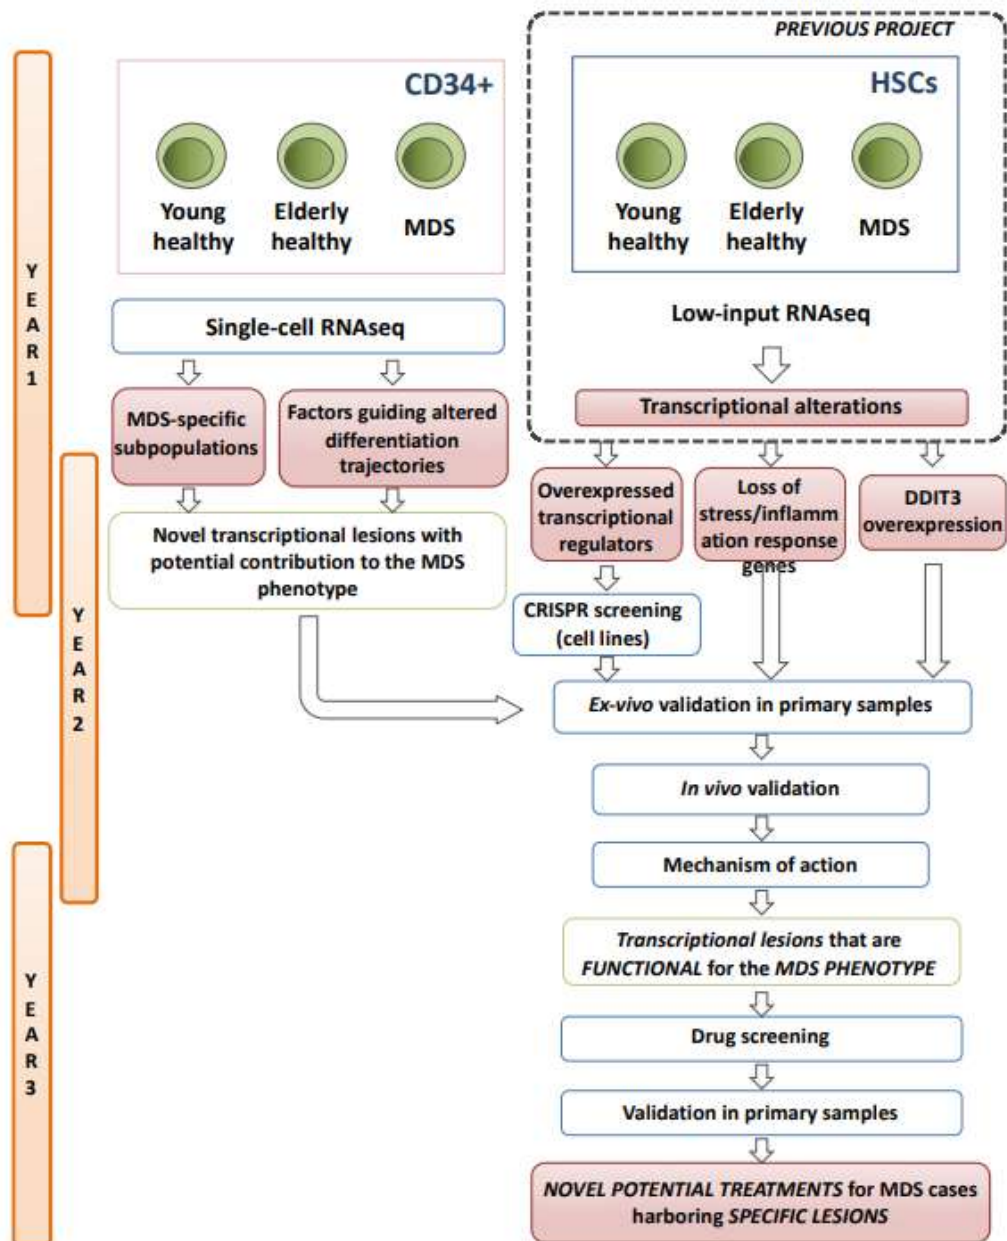 PREVIOUS PROJECT
CD34+
Young
healthy
Elderly
healthy
MDS
HSCs
Young
healthy
Elderly
healthy
MDS
Single-cell RNAseq
Low-input RNAseq
MDS-specific
subpopulations
Factors guiding altered
differentiation
trajectories
Transcriptional alterations
Overexpressed
transcriptional
regulators
Loss of
stress/inflamm
ation response
genes
DDIT3
overexpression
Novel transcriptional lesions with
potential contribution to the MDS
phenotype
CRISPR screening
(cell lines)
Ex-vivo validation in primary samples
In vivo validation
Mechanism of action
Transcriptional lesions that are
FUNCTIONAL for the MDS PHENOTYPE
Drug screening
Validation in primary samples
NOVEL POTENTIAL TREATMENTS for MDS cases
harboring SPECIFIC LESIONS
Y
E
A
R
1
Y
E
A
R
2
Y
E
A
R
3